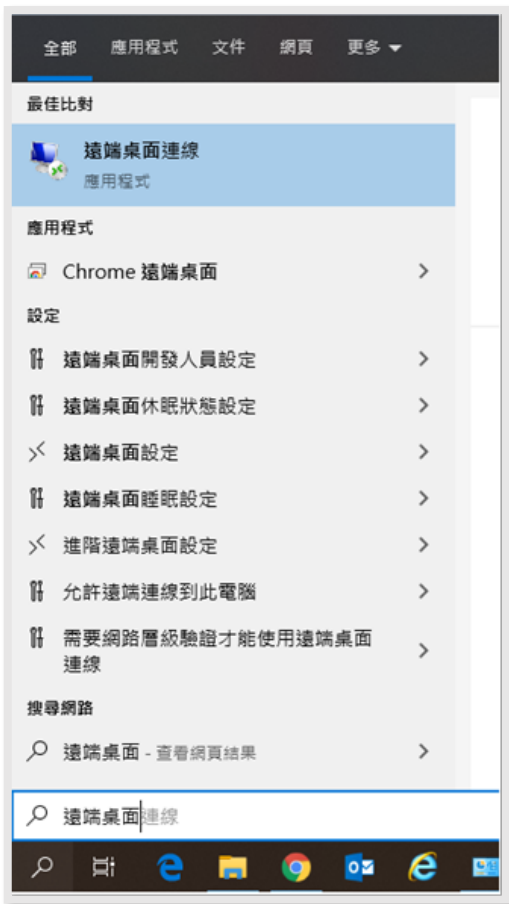 全部 應用程式 文件 網頁 更多
最佳比對
遠端桌面連線
應用程式
應用程式
Chrome 遠端桌面
設定
遠端桌面開發人員設定
遠端桌面休眠狀態設定
遠端桌面設定
遠端桌面睡眠設定
進階遠端桌面設定
允許遠端連線到此電腦
需要網路層級驗證才能使用遠端桌面
連線
搜尋網路
遠端桌面 - 查看網頁結果
遠端桌面連線